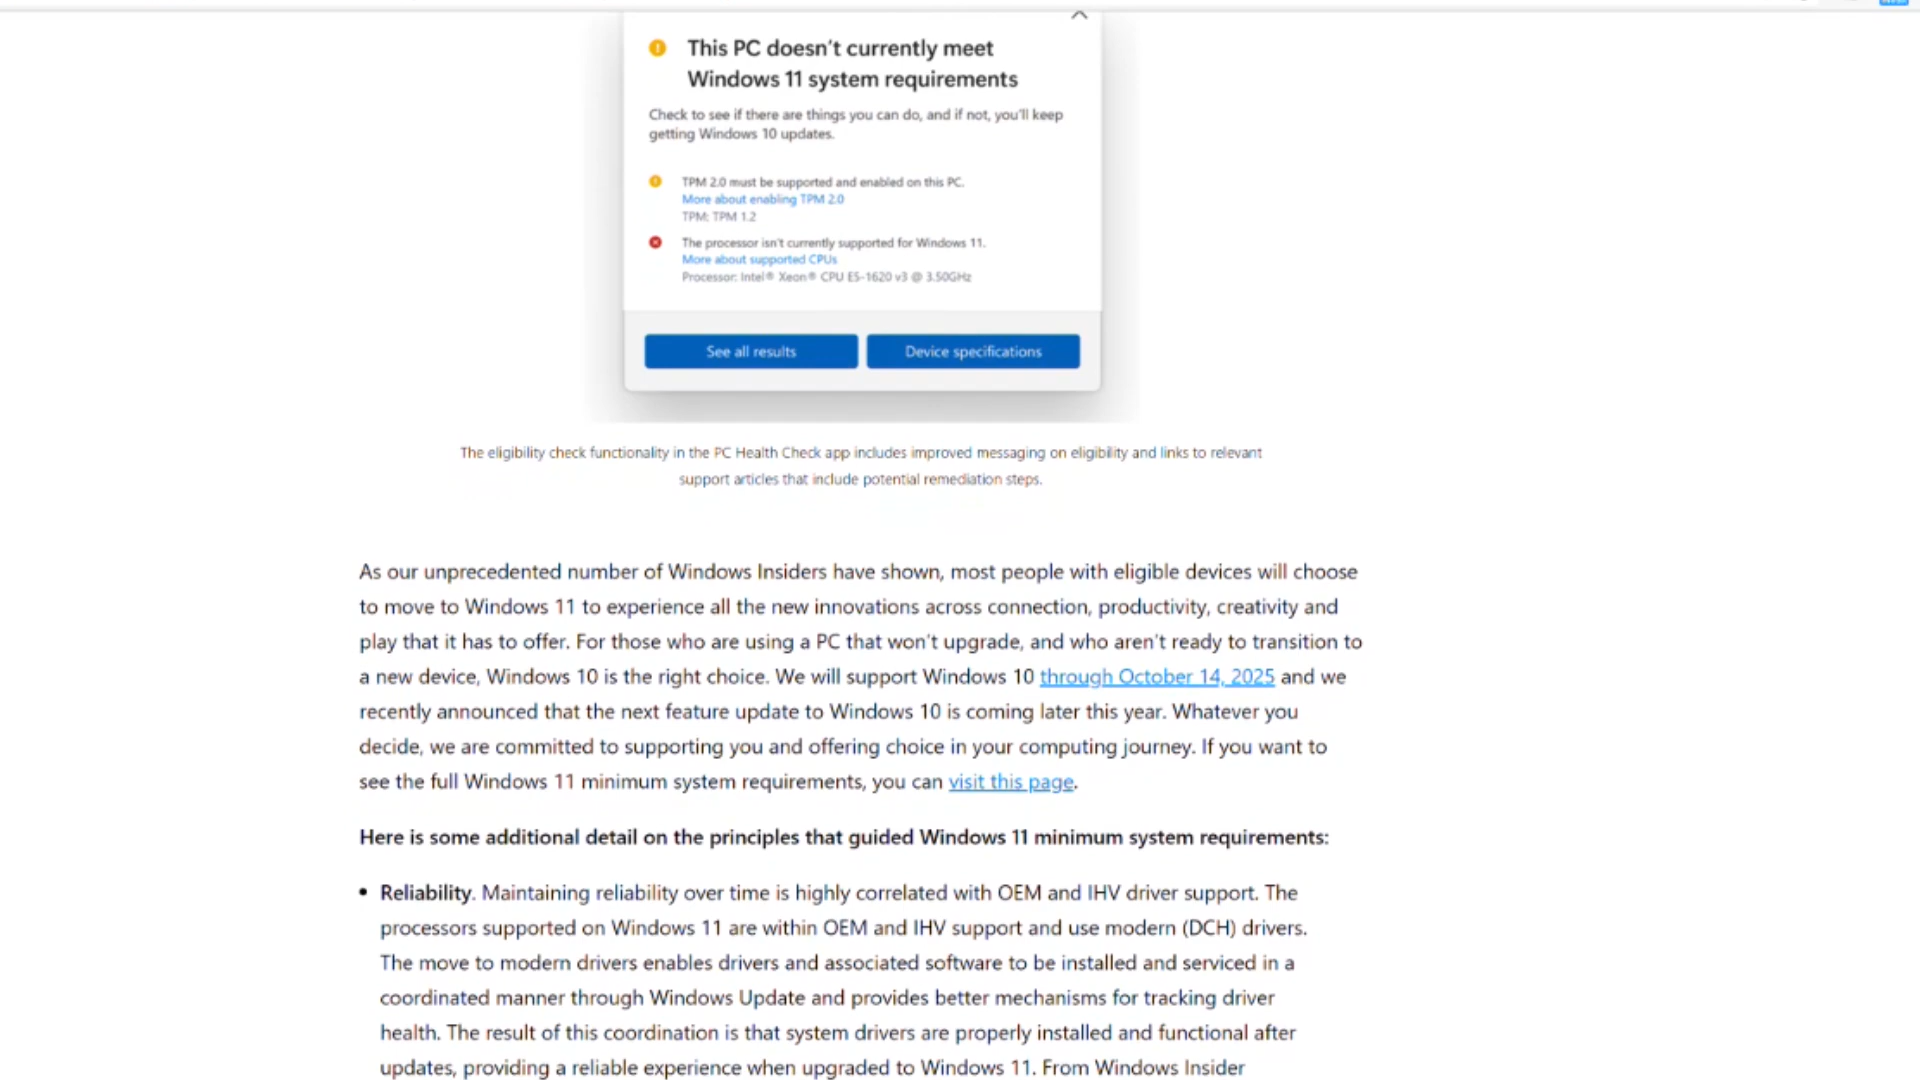 This PC doesn't currently meet
Windows 11 system requirements
Check to see if there are things you can do, and if not, you'll keep
getting Windows 10 updates.
TPM 2.0 must be supported and enabled on this PC.
More about enabling TPM 2.0
TPM: TPM 1.2
The processor isn't currently supported for Windows 11.
More about supported CPUs
Processor: Intel® Xeon® CPU E5-1620 v3 @ 3.50GHz
See all results
Device specifications
The eligibility check functionality in the PC Health Check app includes improved messaging on eligibility and links to relevant
support articles that include potential remediation steps.
As our unprecedented number of Windows Insiders have shown, most people with eligible devices will choose
to move to Windows 11 to experience all the new innovations across connection, productivity, creativity and
play that it has to offer. For those who are using a PC that won't upgrade, and who aren't ready to transition to
a new device, Windows 10 is the right choice. We will support Windows 10 through October 14, 2025 and we
recently announced that the next feature update to Windows 10 is coming later this year. Whatever you
decide, we are committed to supporting you and offering choice in your computing journey. If you want to
see the full Windows 11 minimum system requirements, you can visit this page.
Here is some additional detail on the principles that guided Windows 11 minimum system requirements:
• Reliability. Maintaining reliability over time is highly correlated with OEM and IHV driver support. The
processors supported on Windows 11 are within OEM and IHV support and use modern (DCH) drivers.
The move to modern drivers enables drivers and associated software to be installed and serviced in a
coordinated manner through Windows Update and provides better mechanisms for tracking driver
health. The result of this coordination is that system drivers are properly installed and functional after
updates, providing a reliable experience when upgraded to Windows 11. From Windows Insider